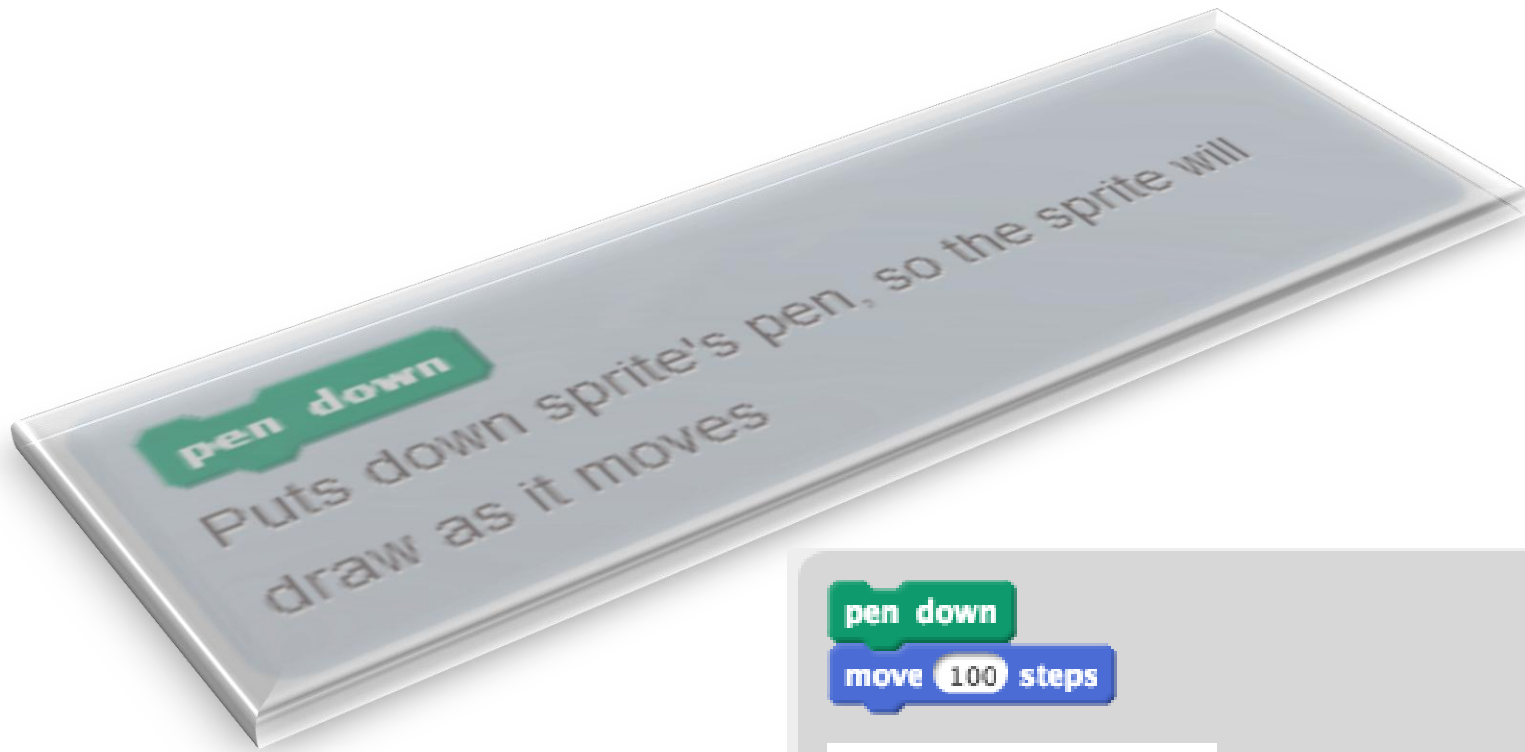 pen down
Puts down sprite's pen, so the sprite will
draw as it moves
pen down
move 100 steps